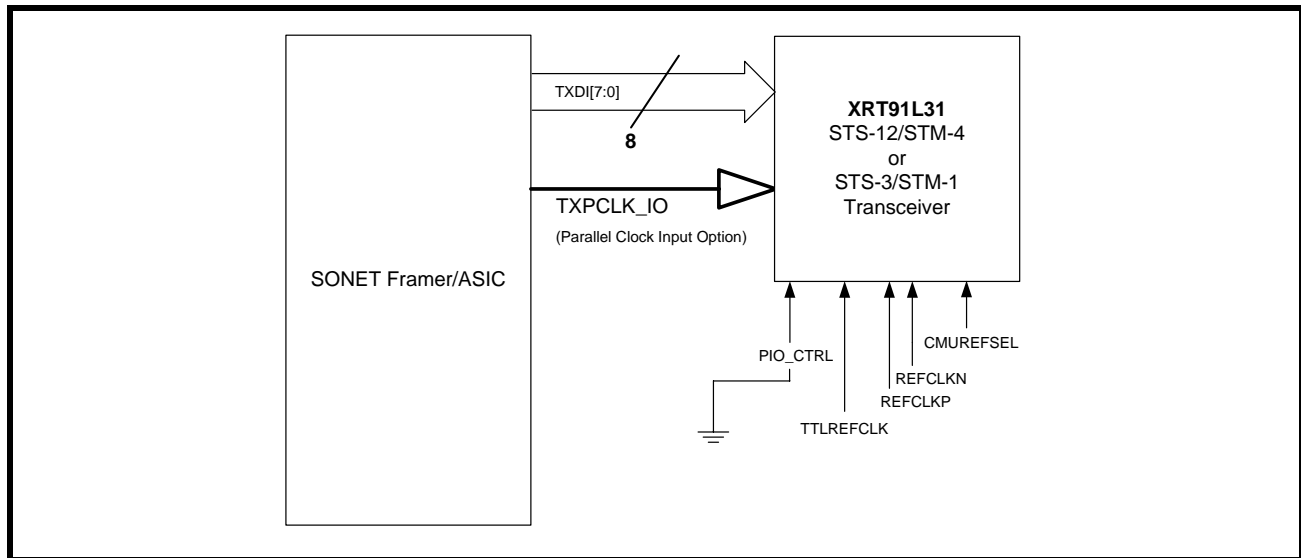 TXDI[7:0]
8
TXPCLK_IO
(Parallel Clock Input Option)
SONET Framer/ASIC
XRT91L31
STS-12/STM-4
or
STS-3/STM-1
Transceiver
PIO_CTRL
CMUREFSEL
REFCLKN
REFCLKP
TTLREFCLK